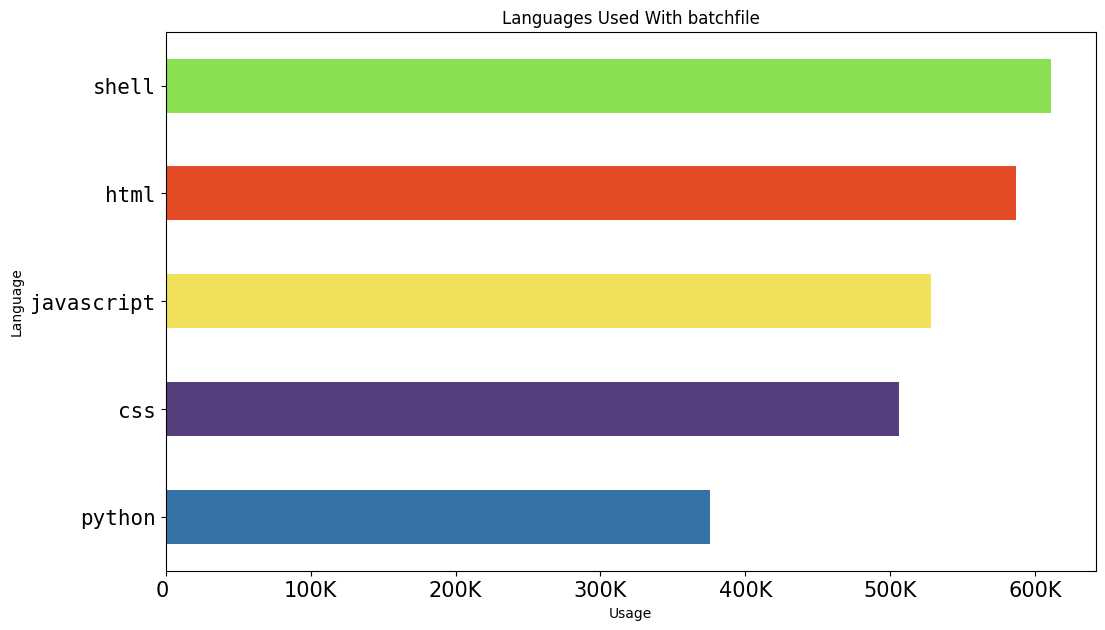 Languages Used With batchfile
Language
shell
html
javascript
css
python
0 100K 200K 300K 400K 500K 600K
Usage